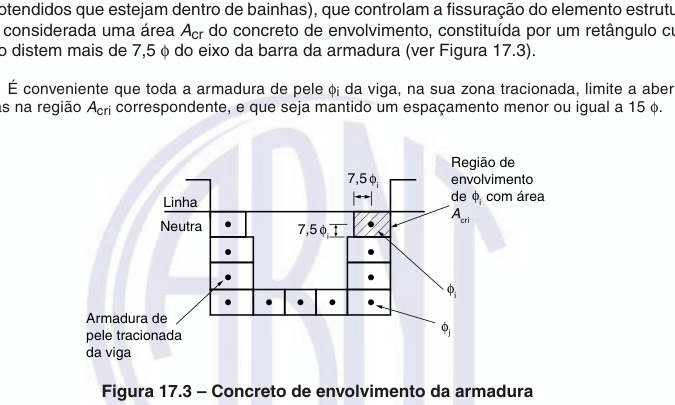 otendidos que estejam dentro de bainhas), que controlam a fissuração do elemento estrutu
considerada uma área Acr do concreto de envolvimento, constituída por um retângulo cu
o distem mais de 7,5 ϕ do eixo da barra da armadura (ver Figura 17.3).
É conveniente que toda a armadura de pele ϕi da viga, na sua zona tracionada, limite a aber
as na região Acri correspondente, e que seja mantido um espaçamento menor ou igual a 15 ϕ.
Região de
envolvimento
de ϕi com área
Acri
7,5 ϕi
Linha
Neutra
7,5 ϕi
ϕi
ϕj
Armadura de
pele tracionada
da viga
ABNT
Figura 17.3 – Concreto de envolvimento da armadura